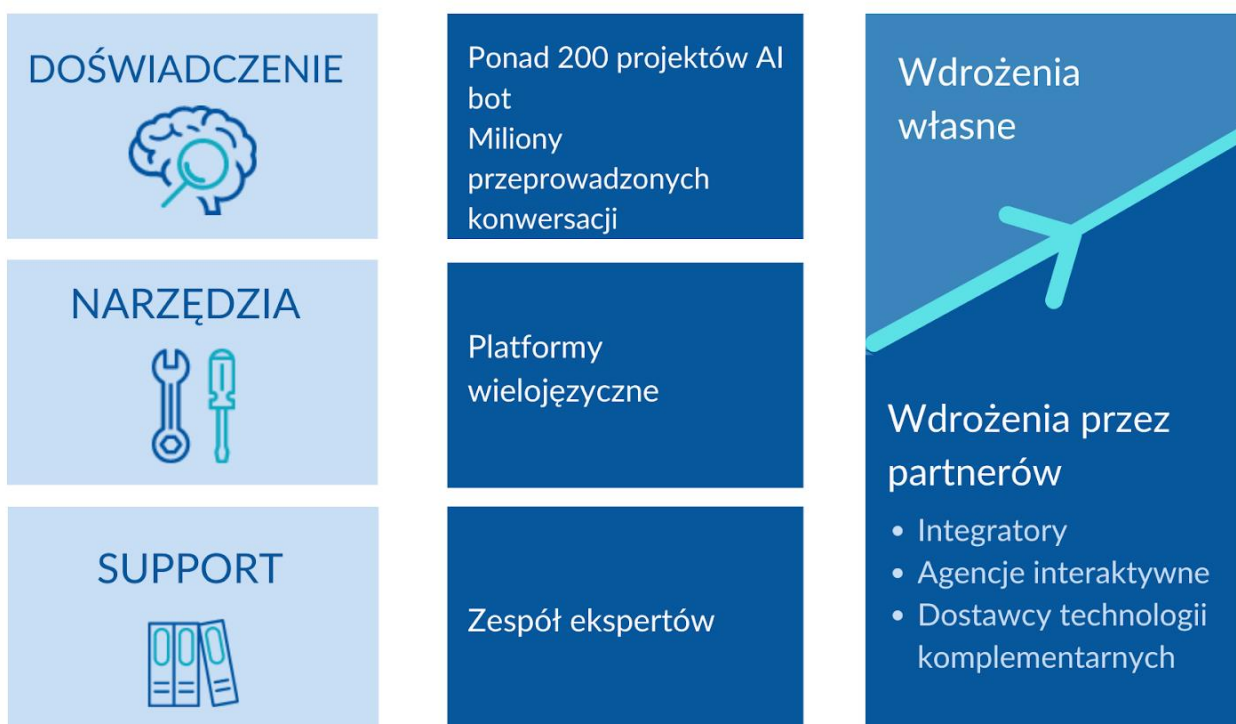 DOŚWIADCZENIE
Ponad 200 projektów AI
bot
Miliony
przeprowadzonych
konwersacji
NARZĘDZIA
Platformy
wielojęzyczne
SUPPORT
Zespół ekspertów
Wdrożenia
własne
Wdrożenia przez
partnerów
• Integratory
• Agencje interaktywne
• Dostawcy technologii
komplementarnych